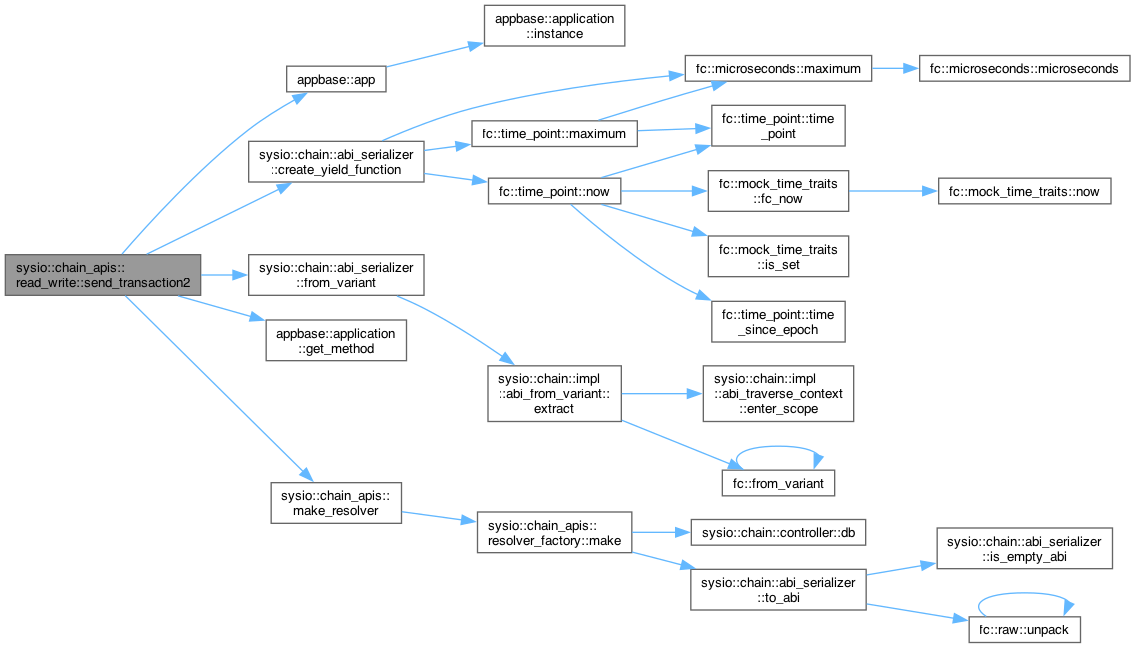 appbase::application
::instance
appbase::app
fc::microseconds::maximum
fc::microseconds::microseconds
fc::time_point::maximum
fc::time_point::time
_point
sysio::chain::abi_serializer
::create_yield_function
fc::time_point::now
fc::mock_time_traits
::fc_now
fc::mock_time_traits::now
fc::mock_time_traits
::is_set
sysio::chain_apis::
read_write::send_transaction2
sysio::chain::abi_serializer
::from_variant
fc::time_point::time
_since_epoch
appbase::application
::get_method
sysio::chain::impl
::abi_from_variant::
extract
sysio::chain::impl
::abi_traverse_context
::enter_scope
fc::from_variant
sysio::chain_apis::
make_resolver
sysio::chain_apis::
resolver_factory::make
sysio::chain::controller::db
sysio::chain::abi_serializer
::is_empty_abi
sysio::chain::abi_serializer
::to_abi
fc::raw::unpack